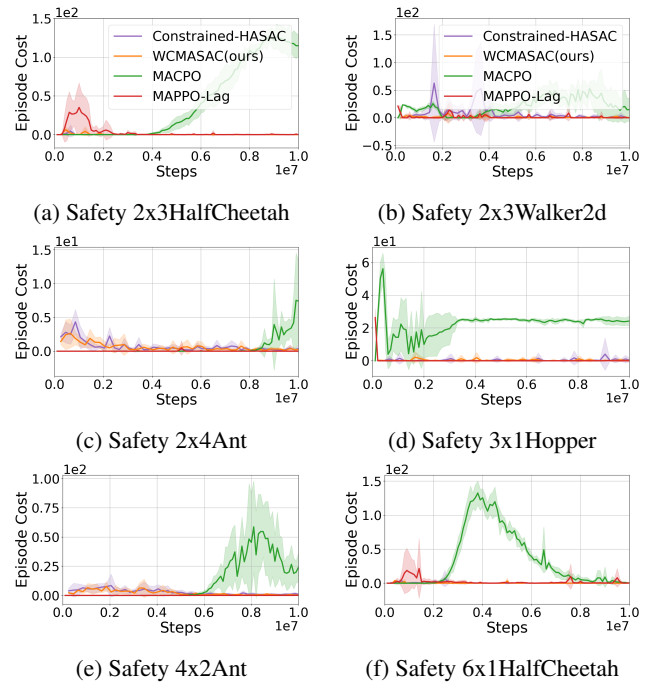 1e2
Episode Cost
1.5
1.0
0.5
0.0
Constrained-HASAC
WCMASAC(ours)
MACPO
MAPPO-Lag
0.0 0.2 0.4 0.6 0.8 1.0
Steps 1e7
(a) Safety 2x3HalfCheetah
1e2
Episode Cost
1.5
1.0
0.5
0.0
−0.5
Constrained-HASAC
WCMASAC(ours)
MACPO
MAPPO-Lag
0.0 0.2 0.4 0.6 0.8 1.0
Steps 1e7
(b) Safety 2x3Walker2d
1e1
Episode Cost
1.5
1.0
0.5
0.0
0.0 0.2 0.4 0.6 0.8 1.0
Steps 1e7
(c) Safety 2x4Ant
1e1
Episode Cost
6
4
2
0
0.0 0.2 0.4 0.6 0.8 1.0
Steps 1e7
(d) Safety 3x1Hopper
1e2
Episode Cost
1.00
0.75
0.50
0.25
0.00
0.0 0.2 0.4 0.6 0.8 1.0
Steps 1e7
(e) Safety 4x2Ant
1e2
Episode Cost
1.5
1.0
0.5
0.0
0.0 0.2 0.4 0.6 0.8 1.0
Steps 1e7
(f) Safety 6x1HalfCheetah